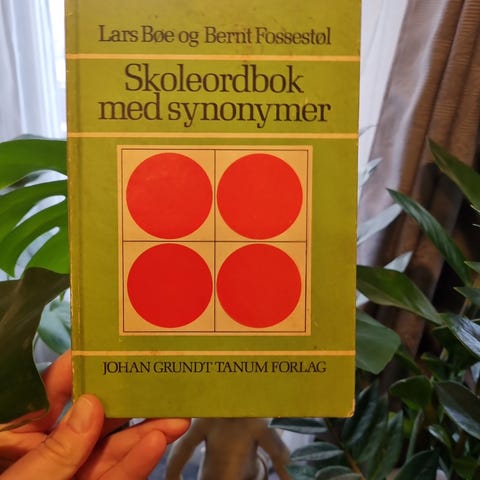 Lars Bøe og Bernt Fossestøl
Skoleordbok
med synonymer
JOHAN GRUNDT TANUM FORLAG